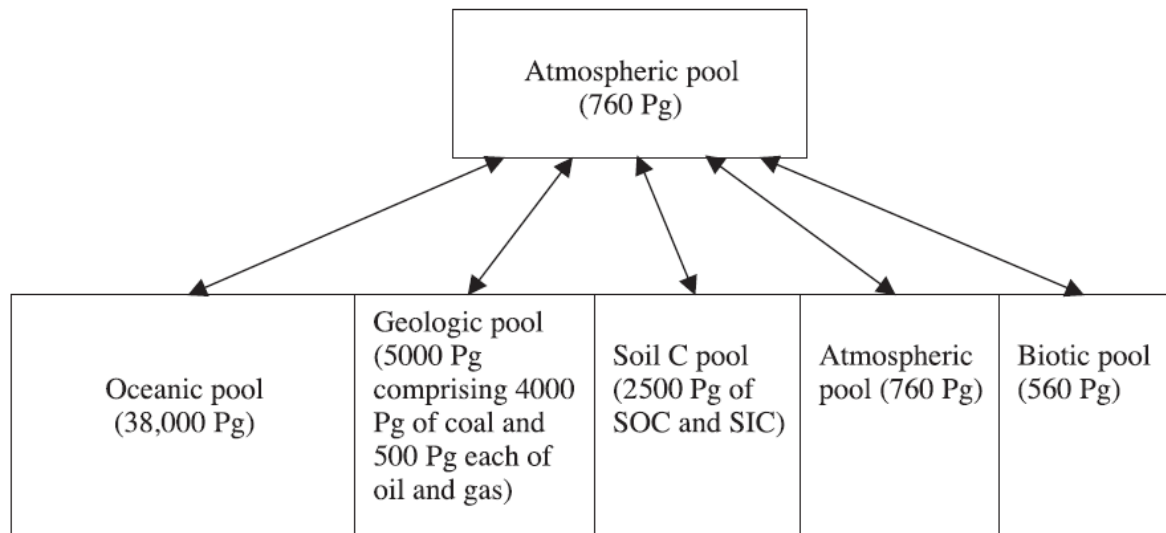 Atmospheric pool
(760 Pg)
Oceanic pool
(38,000 Pg)
Geologic pool
(5000 Pg
comprising 4000
Pg of coal and
500 Pg each of
oil and gas)
Soil C pool
(2500 Pg of
SOC and SIC)
Atmospheric
pool (760 Pg)
Biotic pool
(560 Pg)